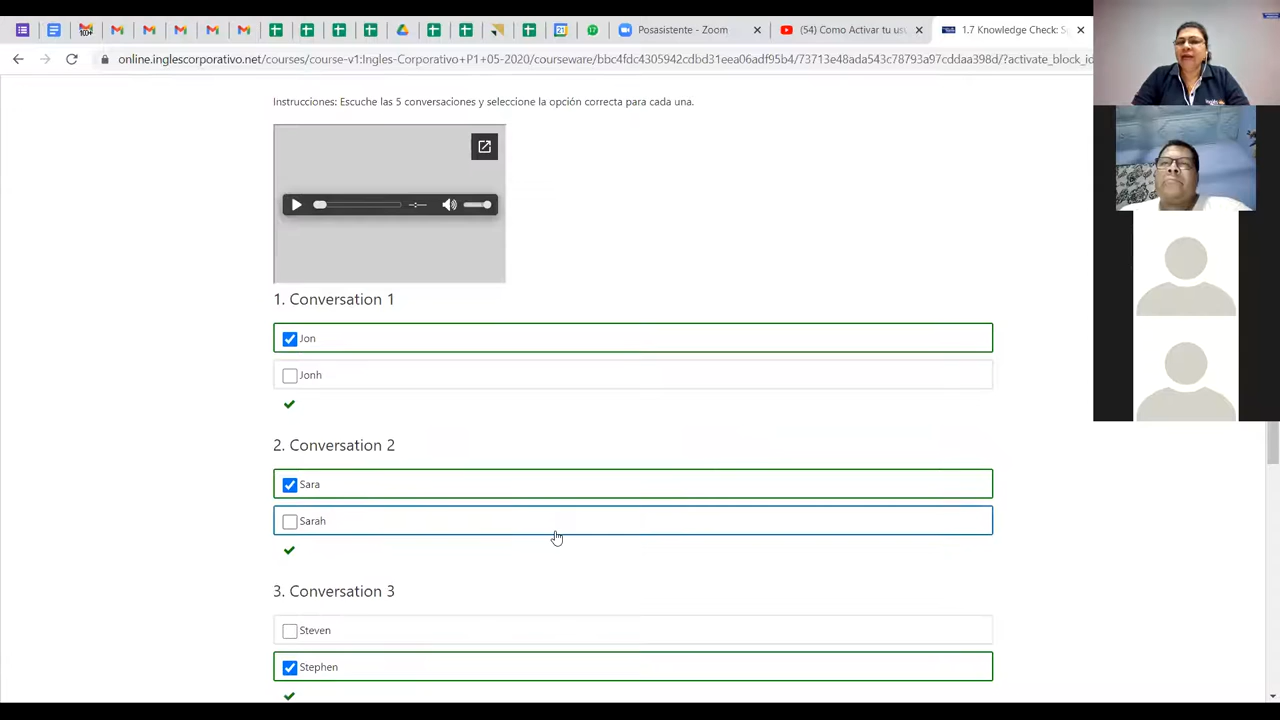 Posasistente - Zoom
(54) Como Activar tu usu
1.7 Knowledge Check: S
online.inglescorporativo.net/courses/course-v1:Ingles-Corporativo+P1+D9+2020/courseware/bbc4fdc4305942cdbd31eea06adf95b4/73713e48ada543c78793a97cddaa398d/?activate_block_id
Instrucciones: Escuche las 5 conversaciones y seleccione la opción correcta para cada una.
1. Conversation 1
Jon
Jonh
2. Conversation 2
Sara
Sarah
3. Conversation 3
Steven
Stephen